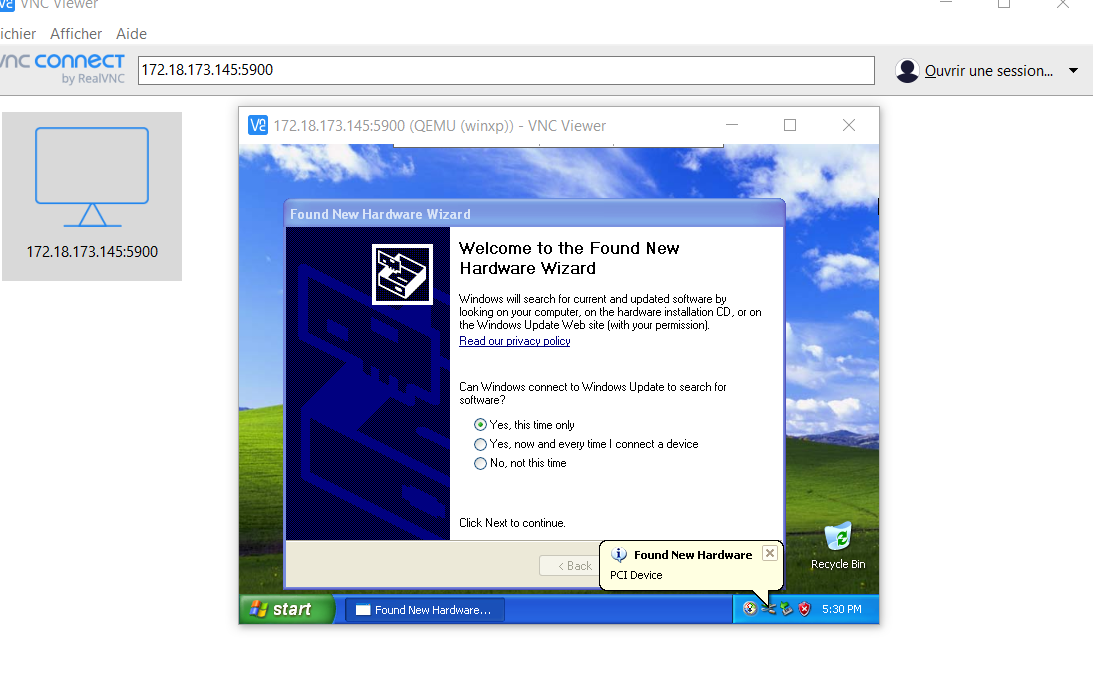 VNC Viewer
ichier Afficher Aide
vnc connect
by RealVNC
172.18.173.145:5900
Ouvrir une session...
172.18.173.145:5900
172.18.173.145:5900 (QEMU (winxp)) - VNC Viewer
Found New Hardware Wizard
Welcome to the Found New
Hardware Wizard
Windows will search for current and updated software by
looking on your computer, on the hardware installation CD, or on
the Windows Update Web site (with your permission).
Read our privacy policy
Can Windows connect to Windows Update to search for
software?
Yes, this time only
Yes, now and every time I connect a device
No, not this time
Click Next to continue.
< Back
Found New Hardware
PCI Device
Recycle Bin
start
Found New Hardware...
5:30 PM